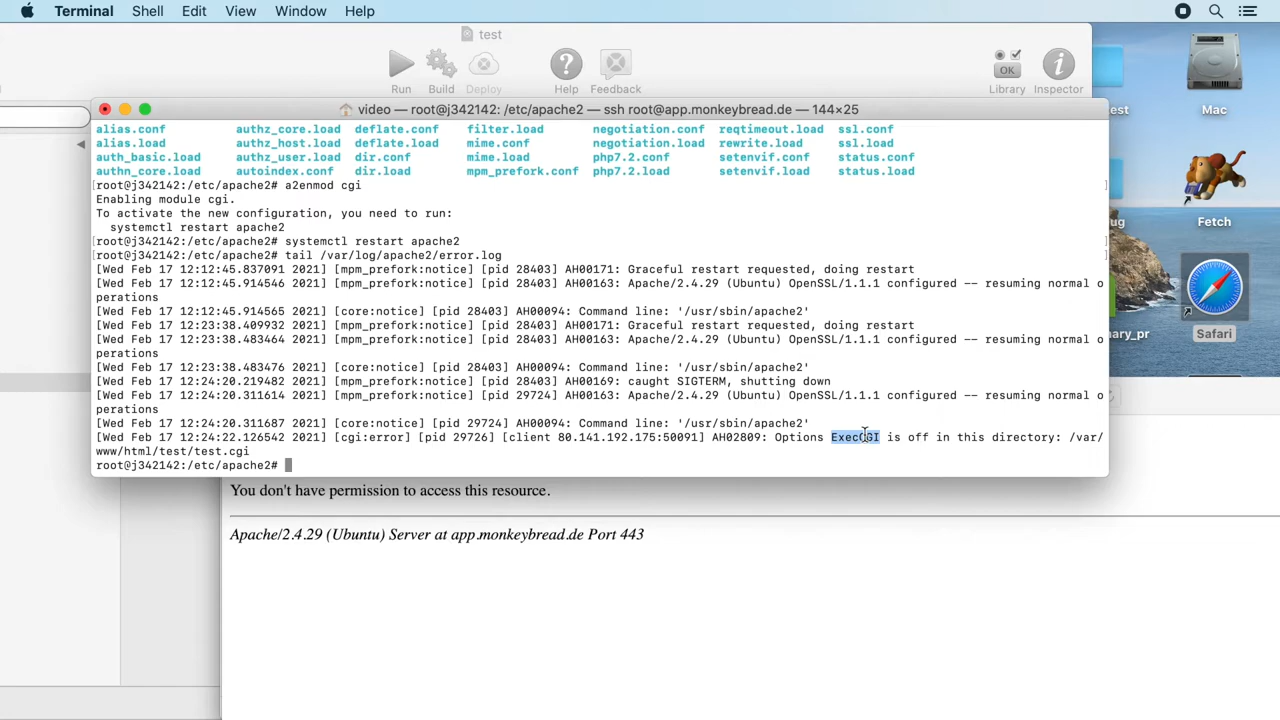 Terminal Shell Edit View Window Help
test
Run Build Deploy Help Feedback OK Library Inspector
video — root@j342142: /etc/apache2 — ssh root@app.monkeybread.de — 144×25
alias.conf authz_core.load deflate.conf filter.load negotiation.conf reqtimeout.load ssl.conf
alias.load authz_host.load deflate.load mime.conf negotiation.load rewrite.load ssl.load
auth_basic.load authz_user.load dir.conf mime.load php7.2.conf setenvif.conf status.conf
authn_core.load autoindex.conf dir.load mpm_prefork.conf php7.2.load setenvif.load status.load
[root@j342142:/etc/apache2# a2enmod cgi ]
Enabling module cgi.
To activate the new configuration, you need to run:
systemctl restart apache2
[root@j342142:/etc/apache2# systemctl restart apache2 ]
[root@j342142:/etc/apache2# tail /var/log/apache2/error.log ]
[Wed Feb 17 12:12:45.837091 2021] [mpm_prefork:notice] [pid 28403] AH00171: Graceful restart requested, doing restart
[Wed Feb 17 12:12:45.914546 2021] [mpm_prefork:notice] [pid 28403] AH00163: Apache/2.4.29 (Ubuntu) OpenSSL/1.1.1 configured -- resuming normal o
perations
[Wed Feb 17 12:12:45.914565 2021] [core:notice] [pid 28403] AH00094: Command line: '/usr/sbin/apache2'
[Wed Feb 17 12:23:38.409932 2021] [mpm_prefork:notice] [pid 28403] AH00171: Graceful restart requested, doing restart
[Wed Feb 17 12:23:38.483464 2021] [mpm_prefork:notice] [pid 28403] AH00163: Apache/2.4.29 (Ubuntu) OpenSSL/1.1.1 configured -- resuming normal o
perations
[Wed Feb 17 12:23:38.483476 2021] [core:notice] [pid 28403] AH00094: Command line: '/usr/sbin/apache2'
[Wed Feb 17 12:24:20.219482 2021] [mpm_prefork:notice] [pid 28403] AH00169: caught SIGTERM, shutting down
[Wed Feb 17 12:24:20.311614 2021] [mpm_prefork:notice] [pid 29724] AH00163: Apache/2.4.29 (Ubuntu) OpenSSL/1.1.1 configured -- resuming normal o
perations
[Wed Feb 17 12:24:20.311687 2021] [core:notice] [pid 29724] AH00094: Command line: '/usr/sbin/apache2'
[Wed Feb 17 12:24:22.126542 2021] [cgi:error] [pid 29726] [client 80.141.192.175:50091] AH02809: Options ExecCGI is off in this directory: /var/
www/html/test/test.cgi
root@j342142:/etc/apache2#
You don't have permission to access this resource.
Apache/2.4.29 (Ubuntu) Server at app.monkeybread.de Port 443
est
Mac
ug
Fetch
nary_pr
Safari